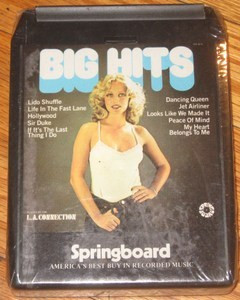 BIG HITS
Lido Shuffle
Life In The Fast Lane
Hollywood
Sir Duke
If It's The Last
Thing I Do
Dancing Queen
Jet Airliner
Looks Like We Made It
Peace Of Mind
My Heart
Belongs To Me
L.A. CONNECTION
Springboard
AMERICA'S BEST BUY IN RECORDED MUSIC